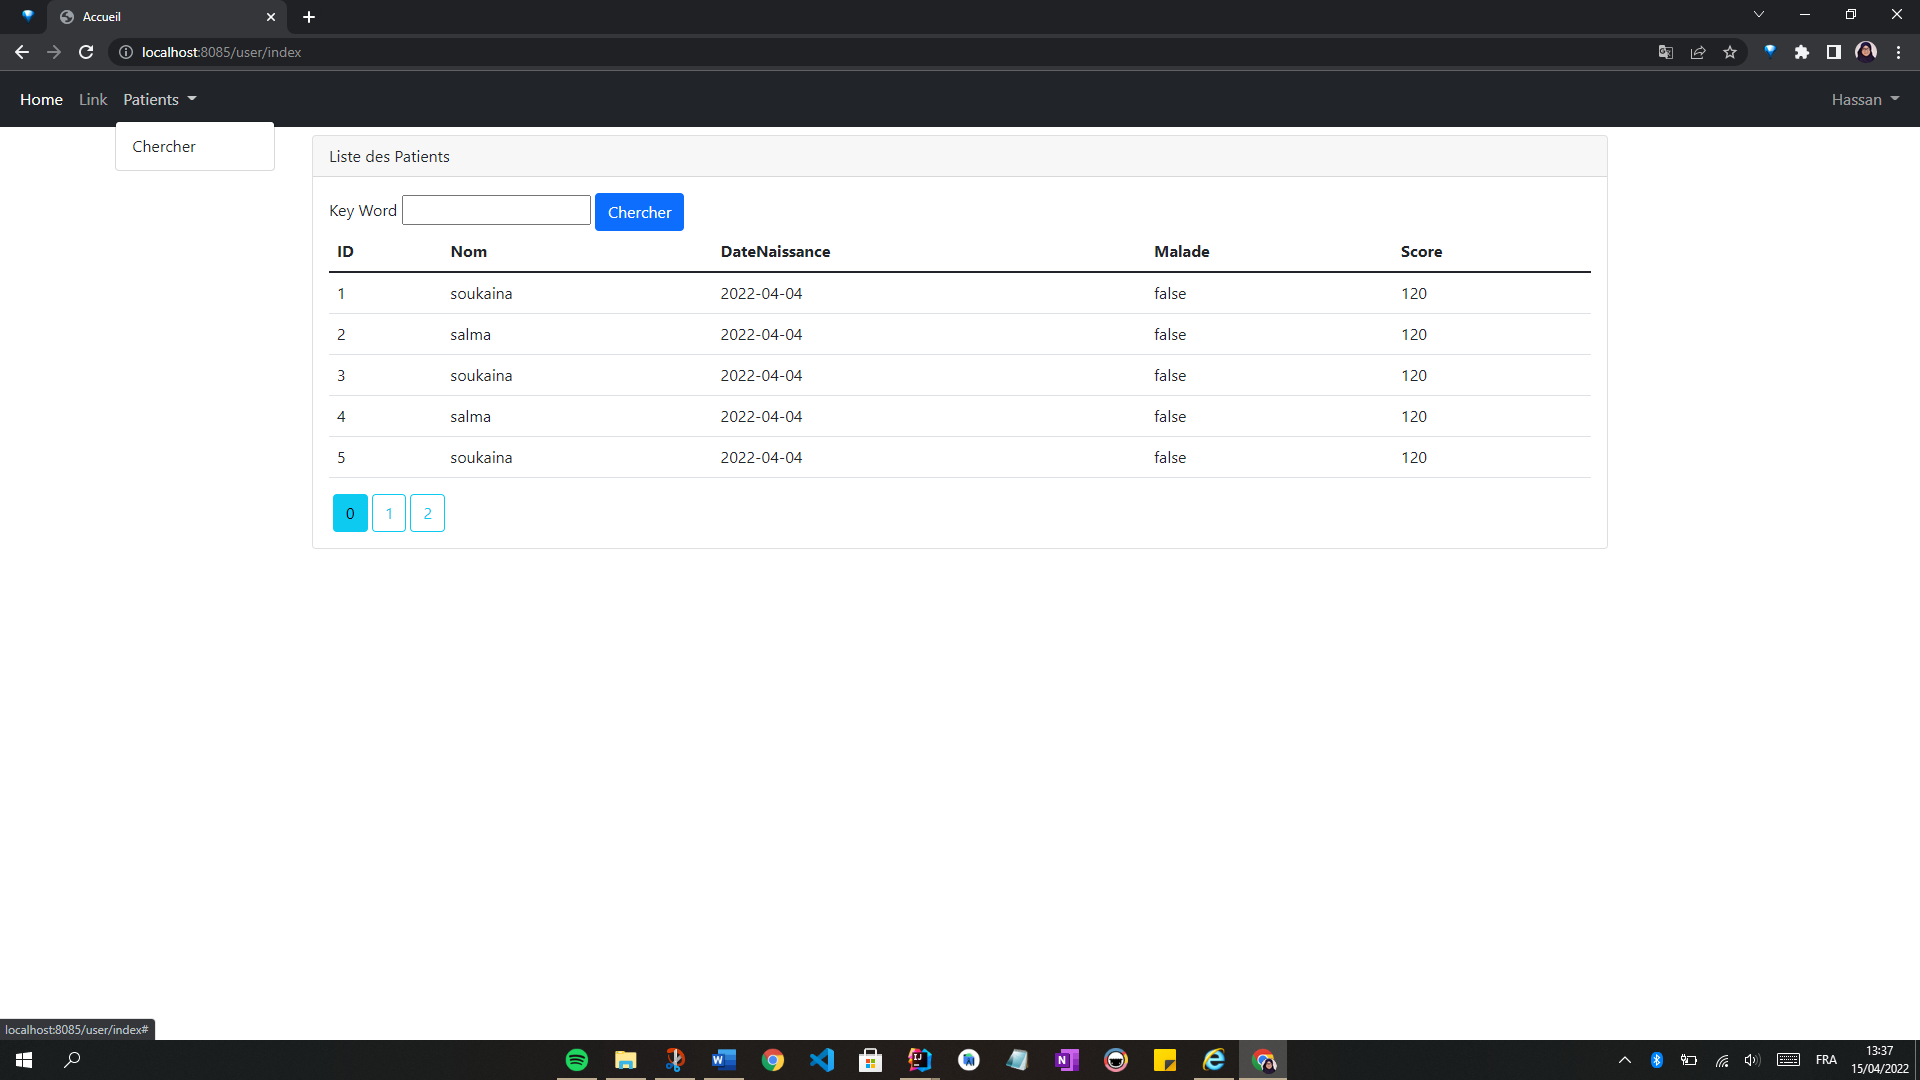 Accueil
localhost:8085/user/index
Home Link Patients Hassan
Chercher
Liste des Patients
Key Word Chercher
ID Nom DateNaissance Malade Score
1 soukaina 2022-04-04 false 120
2 salma 2022-04-04 false 120
3 soukaina 2022-04-04 false 120
4 salma 2022-04-04 false 120
5 soukaina 2022-04-04 false 120
0 1 2
localhost:8085/user/index#
FRA
13:37
15/04/2022